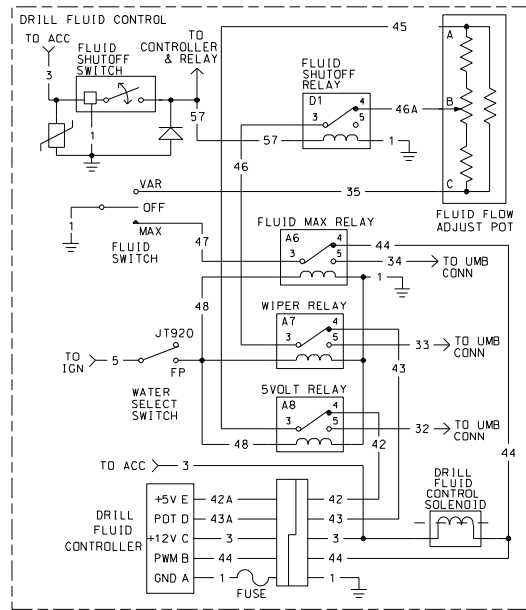 DRILL FLUID CONTROL
TO ACC
3
FLUID
SHUTOFF
SWITCH
1
TO
CONTROLLER
& RELAY
57
45
A
B
C
FLUID FLOW
ADJUST POT
FLUID
SHUTOFF
RELAY
D1
4
3
5
46A
57
1
46
VAR
35
OFF
1
MAX
FLUID
SWITCH
47
FLUID MAX RELAY
A6
4
3
5
44
34
TO UMB
CONN
1
48
WIPER RELAY
A7
4
3
5
33
TO UMB
CONN
43
JT920
TO
IGN
5
FP
WATER
SELECT
SWITCH
5VOLT RELAY
A8
4
3
5
32
TO UMB
CONN
48
42
44
TO ACC
3
DRILL
FLUID
CONTROL
SOLENOID
DRILL
FLUID
CONTROLLER
+5V E
42A
42
POT D
43A
43
+12V C
3
3
PWM B
44
44
GND A
1
FUSE
1